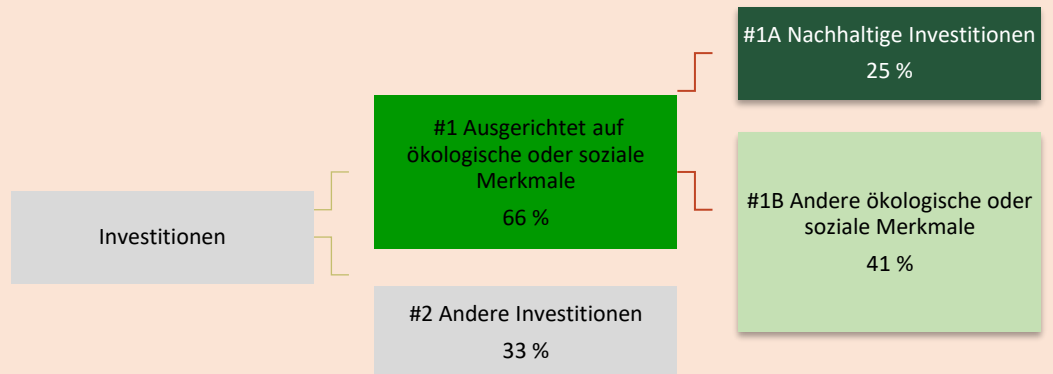 Investitionen
#1 Ausgerichtet auf
ökologische oder soziale
Merkmale
66 %
#2 Andere Investitionen
33 %
#1A Nachhaltige Investitionen
25 %
#1B Andere ökologische oder
soziale Merkmale
41 %